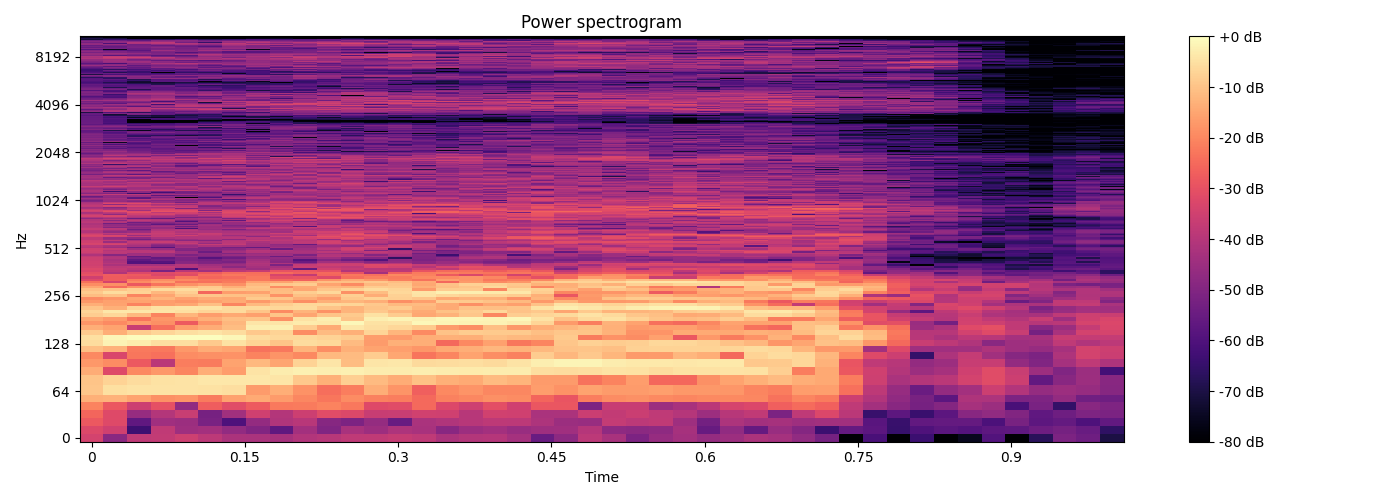 Power spectrogram
Hz
8192
4096
2048
1024
512
256
128
64
0
0 0.15 0.3 0.45 0.6 0.75 0.9
Time
+0 dB
-10 dB
-20 dB
-30 dB
-40 dB
-50 dB
-60 dB
-70 dB
-80 dB